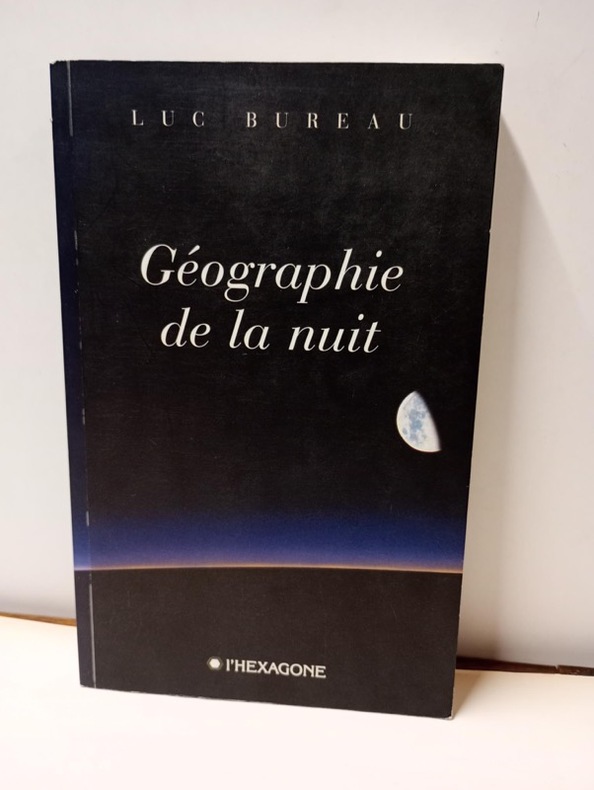 LUC BUREAU
Géographie
de la nuit
l'HEXAGONE